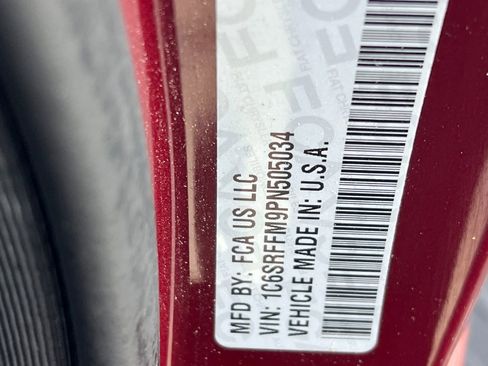 MFD BY: FCA US LLC
VIN: 1C6SRFFM9PN505034
VEHICLE MADE IN: U.S.A.